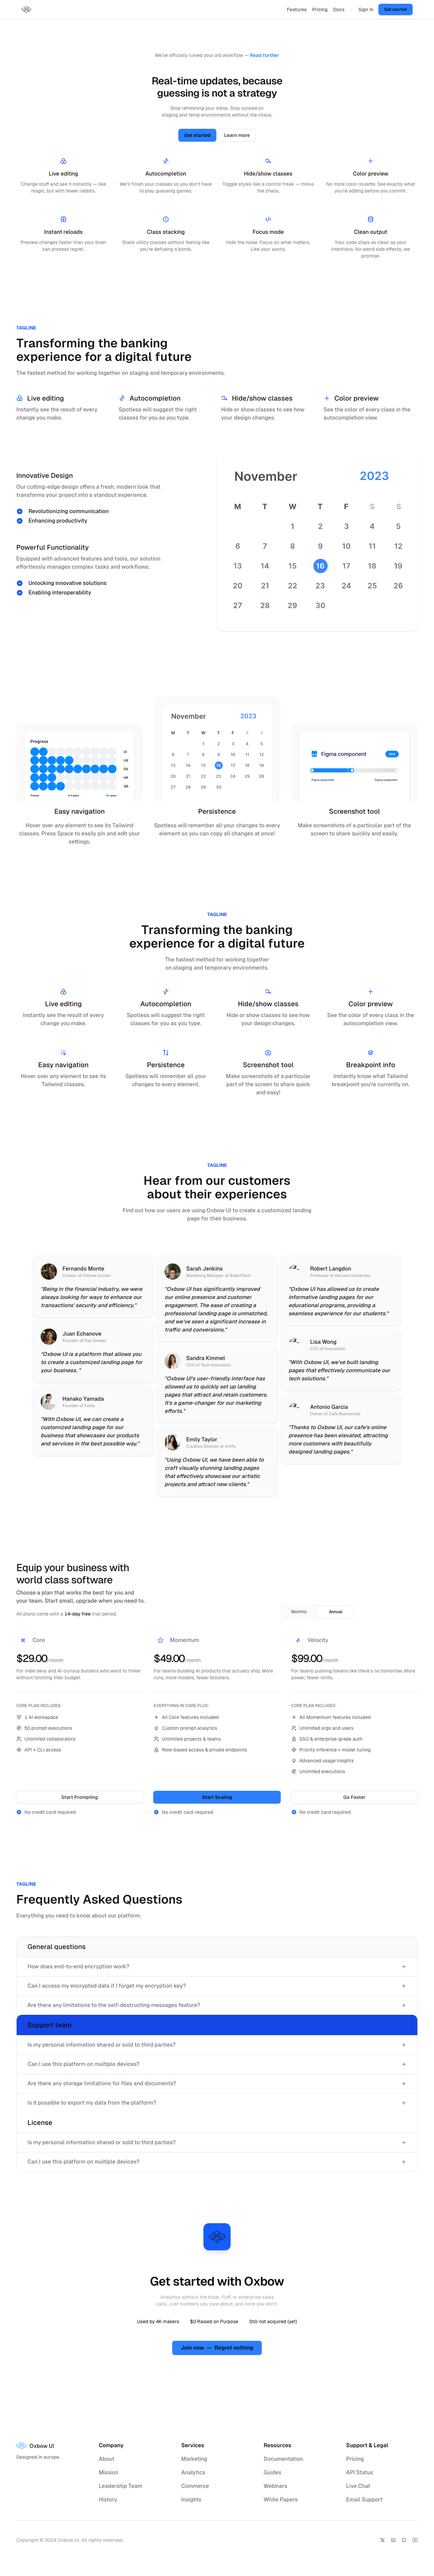 Features Pricing Docs Sign in Get started
We've officially ruined your old workflow — Read further
Real-time updates, because
guessing is not a strategy
Stop refreshing your inbox. Stay synced on
staging and temp environments without the chaos.
Get started Learn more
Live editing
Change stuff and see it instantly — like
magic, but with fewer rabbits.
Autocompletion
We'll finish your classes so you don't have
to play guessing games.
Hide/show classes
Toggle styles like a control freak — minus
the chaos.
Color preview
No more color roulette. See exactly what
you're adding before you commit.
Instant reloads
Preview changes faster than your brain
can process regret.
Class stacking
Stack utility classes without feeling like
you're defusing a bomb.
Focus mode
Hide the noise. Focus on what matters.
Like your sanity.
Clean output
Your code stays as clean as your
intentions. No weird side effects, we
promise.
TAGLINE
Transforming the banking
experience for a digital future
The fastest method for working together on staging and temporary environments.
Live editing
Instantly see the result of every
change you make.
Autocompletion
Spotless will suggest the right
classes for you as you type.
Hide/show classes
Hide or show classes to see how
your design changes.
Color preview
See the color of every class in the
autocompletion view.
Innovative Design
Our cutting-edge design offers a fresh, modern look that
transforms your project into a standout experience.
Revolutionizing communication
Enhancing productivity
Powerful Functionality
Equipped with advanced features and tools, our solution
effortlessly manages complex tasks and workflows.
Unlocking innovative solutions
Enabling interoperability
November 2023
M T W T F S S
1 2 3 4 5
6 7 8 9 10 11 12
13 14 15 16 17 18 19
20 21 22 23 24 25 26
27 28 29 30
Progress
UI
UX
DS
HE
QA
Easy navigation
Hover over any element to see its Tailwind
classes. Press Space to easily pin and edit your
settings.
November 2023
M T W T F S S
1 2 3 4 5
6 7 8 9 10 11 12
13 14 15 16 17 18 19
20 21 22 23 24 25 26
27 28 29 30
Persistence
Spotless will remember all your changes to every
element so you can copy all changes at once!
Figma component
Figma component Figma component
Screenshot tool
Make screenshots of a particular part of the
screen to share quickly and easily.
TAGLINE
Transforming the banking
experience for a digital future
The fastest method for working together
on staging and temporary environments.
Live editing
Instantly see the result of every
change you make.
Autocompletion
Spotless will suggest the right
classes for you as you type.
Hide/show classes
Hide or show classes to see how
your design changes.
Color preview
See the color of every class in the
autocompletion view.
Easy navigation
Hover over any element to see its
Tailwind classes.
Persistence
Spotless will remember all your
changes to every element.
Screenshot tool
Make screenshots of a particular
part of the screen to share quick
and easy!
Breakpoint info
Instantly know what Tailwind
breakpoint you're currently on.
TAGLINE
Hear from our customers
about their experiences
Find out how our users are using Oxbow UI to create a customized landing
page for their business.
Fernando Monte
Creator of Oxbow UI.com
"Being in the financial industry, we were
always looking for ways to enhance our
transactions' security and efficiency."
Juan Echanove
Founder of Pay Steew
"Oxbow UI is a platform that allows you
to create a customized landing page for
your business. "
Hanako Yamada
Founder of Fossa
"With Oxbow UI, we can create a
customized landing page for our
business that showcases our products
and services in the best possible way."
Sarah Jenkins
Marketing Manager at BrightTech
"Oxbow UI has significantly improved
our online presence and customer
engagement. The ease of creating a
professional landing page is unmatched,
and we've seen a significant increase in
traffic and conversions."
Sandra Kimmel
CEO of Trinn Innovators
"Oxbow UI's user-friendly interface has
allowed us to quickly set up landing
pages that attract and retain customers.
It's a game-changer for our marketing
efforts."
Emily Taylor
Creative Director at Artify
"Using Oxbow UI, we have been able to
craft visually stunning landing pages
that effectively showcase our artistic
projects and attract new clients."
Robert Langdon
Professor at Harvard University
"Oxbow UI has allowed us to create
informative landing pages for our
educational programs, providing a
seamless experience for our students."
Lisa Wong
CTO at Innovatech
"With Oxbow UI, we've built landing
pages that effectively communicate our
tech solutions."
Antonio Garcia
Owner of Café Buenavista
"Thanks to Oxbow UI, our cafe's online
presence has been elevated, attracting
more customers with beautifully
designed landing pages."
Equip your business with
world class software
Choose a plan that works the best for you and
your team. Start small, upgrade when you need to.
All plans come with a 14-day free trial period.
Monthly Annual
Core
$29.00/month
For indie devs and AI-curious builders who want to tinker
without torching their budget.
CORE PLAN INCLUDES:
1 AI workspace
50 prompt executions
Unlimited collaborators
API + CLI access
Start Prompting
No credit card required
Momentum
$49.00/month
For teams building AI products that actually ship. More
runs, more models, fewer blockers.
EVERYTHING IN CORE PLUS:
All Core features included
Custom prompt analytics
Unlimited projects & teams
Role-based access & private endpoints
Start Scaling
No credit card required
Velocity
$99.00/month
For teams pushing tokens like there's no tomorrow. More
power, fewer limits.
CORE PLAN INCLUDES:
All Momentum features included
Unlimited orgs and users
SSO & enterprise-grade auth
Priority inference + model tuning
Advanced usage insights
Unlimited executions
Go Faster
No credit card required
TAGLINE
Frequently Asked Questions
Everything you need to know about our platform.
General questions
How does end-to-end encryption work?
Can I access my encrypted data if I forget my encryption key?
Are there any limitations to the self-destructing messages feature?
Support team
Is my personal information shared or sold to third parties?
Can I use this platform on multiple devices?
Are there any storage limitations for files and documents?
Is it possible to export my data from the platform?
License
Is my personal information shared or sold to third parties?
Can I use this platform on multiple devices?
Get started with Oxbow
Analytics without the bloat, fluff, or enterprise sales
calls. Just numbers you care about, and none you don't.
Used by 4K makers $0 Raised on Purpose Still not acquired (yet)
Join now — Regret nothing
Oxbow UI
Designed in europe.
Company
About
Mission
Leadership Team
History
Services
Marketing
Analytics
Commerce
Insights
Resources
Documentation
Guides
Webinars
White Papers
Support & Legal
Pricing
API Status
Live Chat
Email Support
Copyright © 2024 Oxbow UI. All rights reserved.